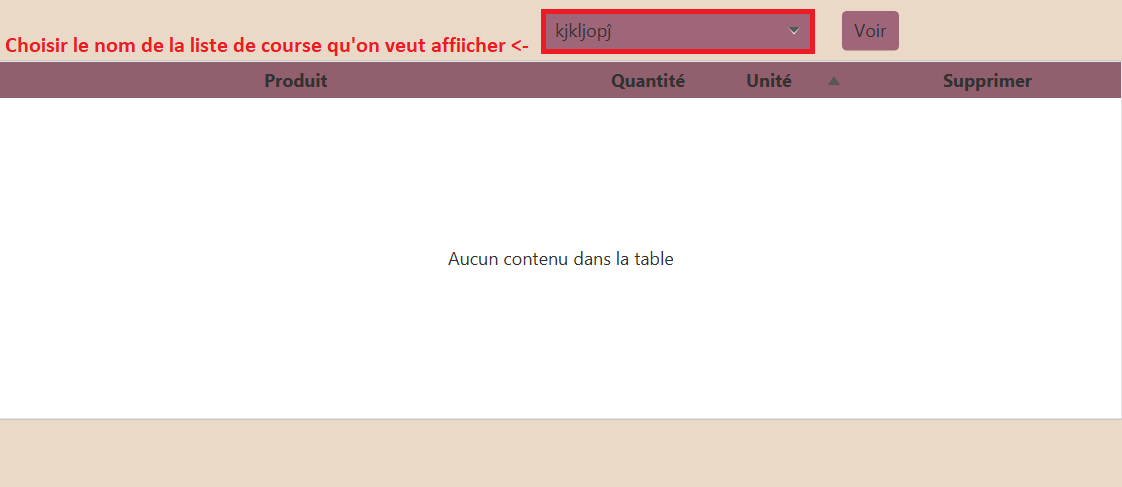 kjkljopĵ
Voir
Choisir le nom de la liste de course qu'on veut affiicher <-
Produit Quantité Unité Supprimer
Aucun contenu dans la table